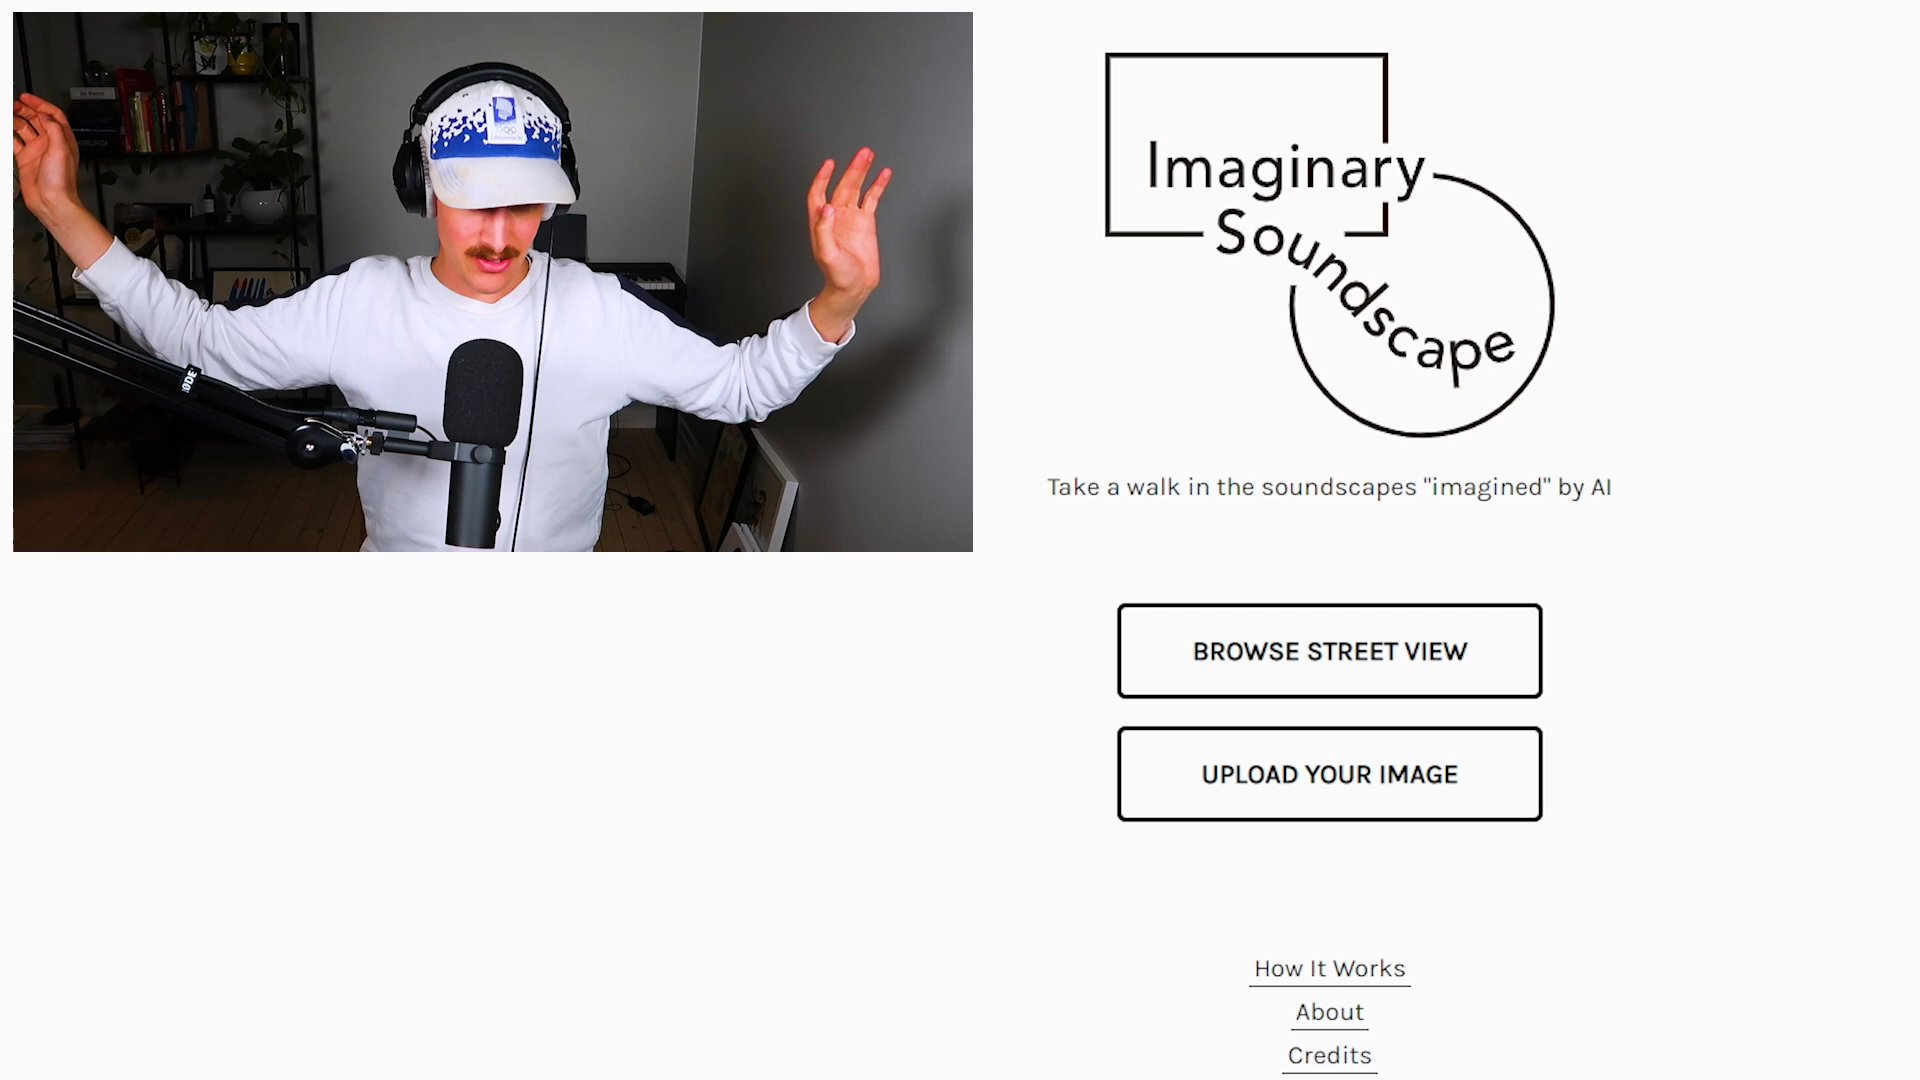 RØDE
Imaginary
Soundscape
Take a walk in the soundscapes "imagined" by AI
BROWSE STREET VIEW
UPLOAD YOUR IMAGE
How It Works
About
Credits